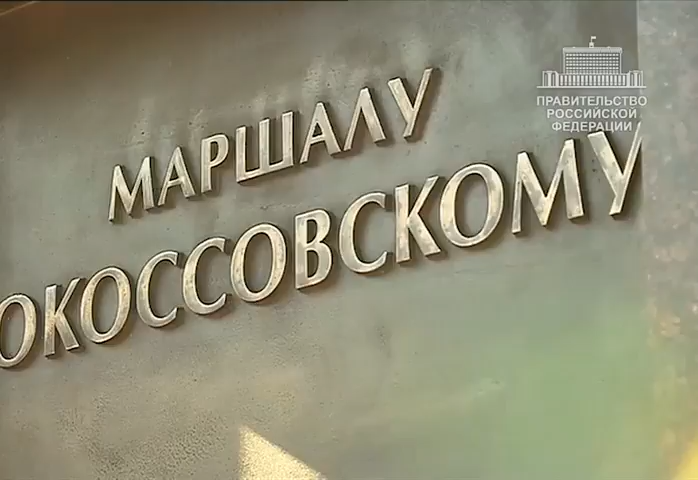 ПРАВИТЕЛЬСТВО
РОССИЙСКОЙ
ФЕДЕРАЦИИ
МАРШАЛУ
ОКОССОВСКОМУ